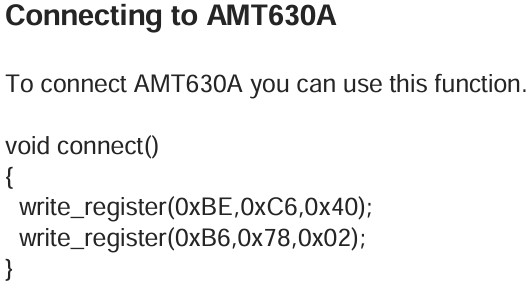 Connecting to AMT630A
To connect AMT630A you can use this function.
void connect()
{
write_register(0xBE,0xC6,0x40);
write_register(0xB6,0x78,0x02);
}